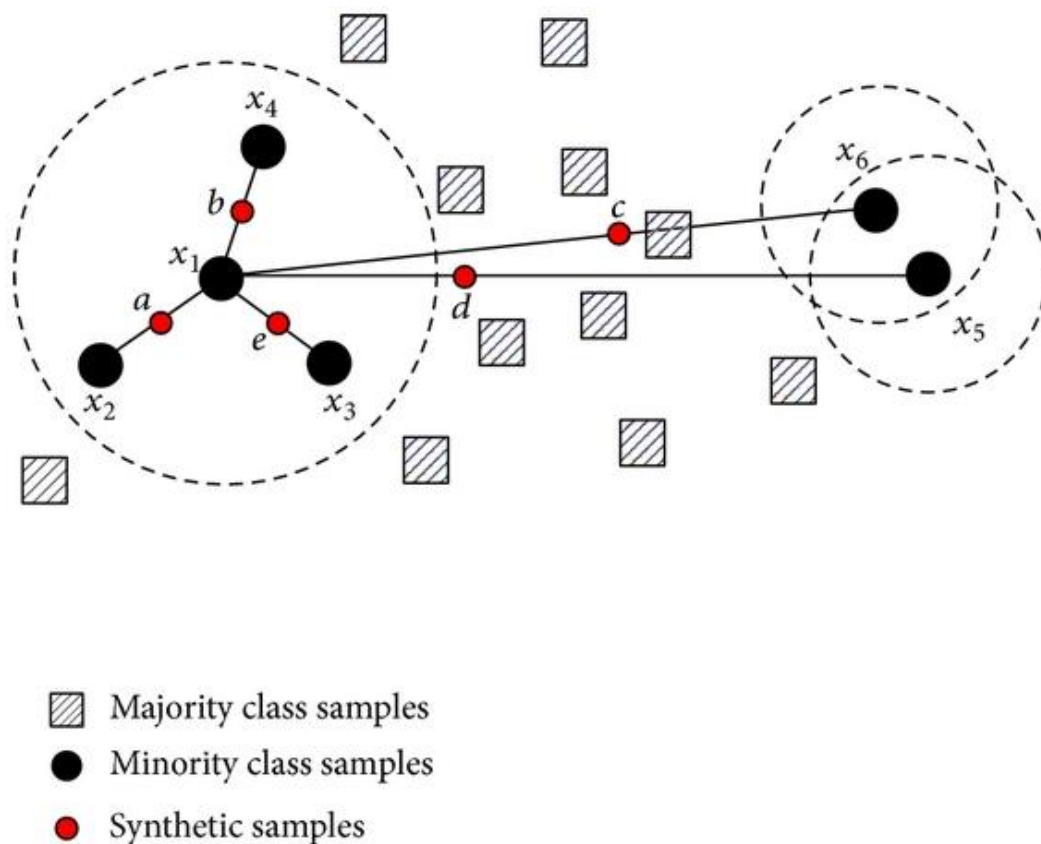 x4
x6
b
c
x1
a
d
e
x5
x2
x3
Majority class samples
Minority class samples
Synthetic samples